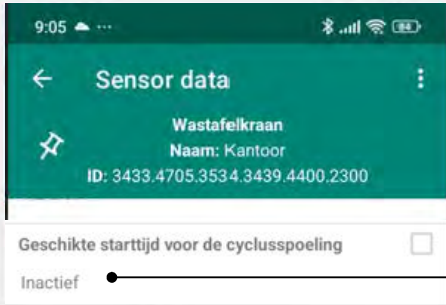 9:05 ... 84
Sensor data
Wastafelkraan
Naam: Kantoor
ID: 3433.4705.3534.3439.4400.2300
Geschikte starttijd voor de cyclusspoeling
Inactief